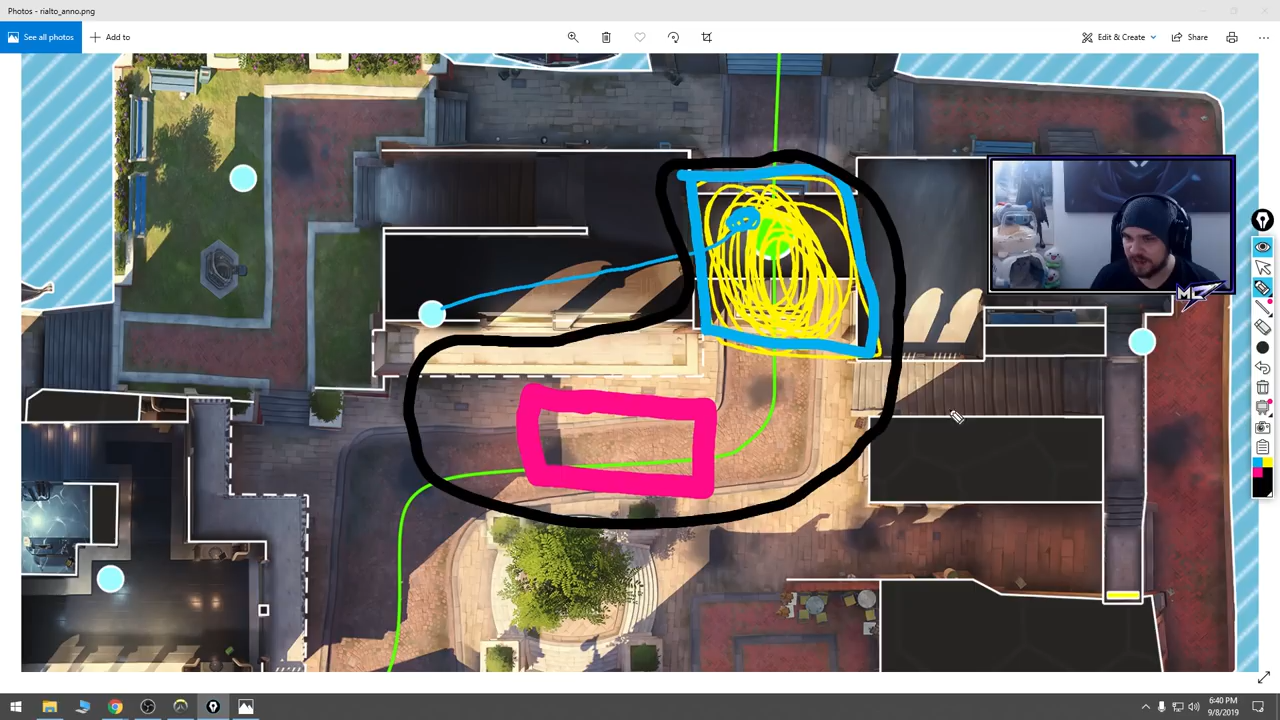 Photos - rialto_anno.png
See all photos
Add to
Edit & Create
Share
6:40 PM
9/8/2019